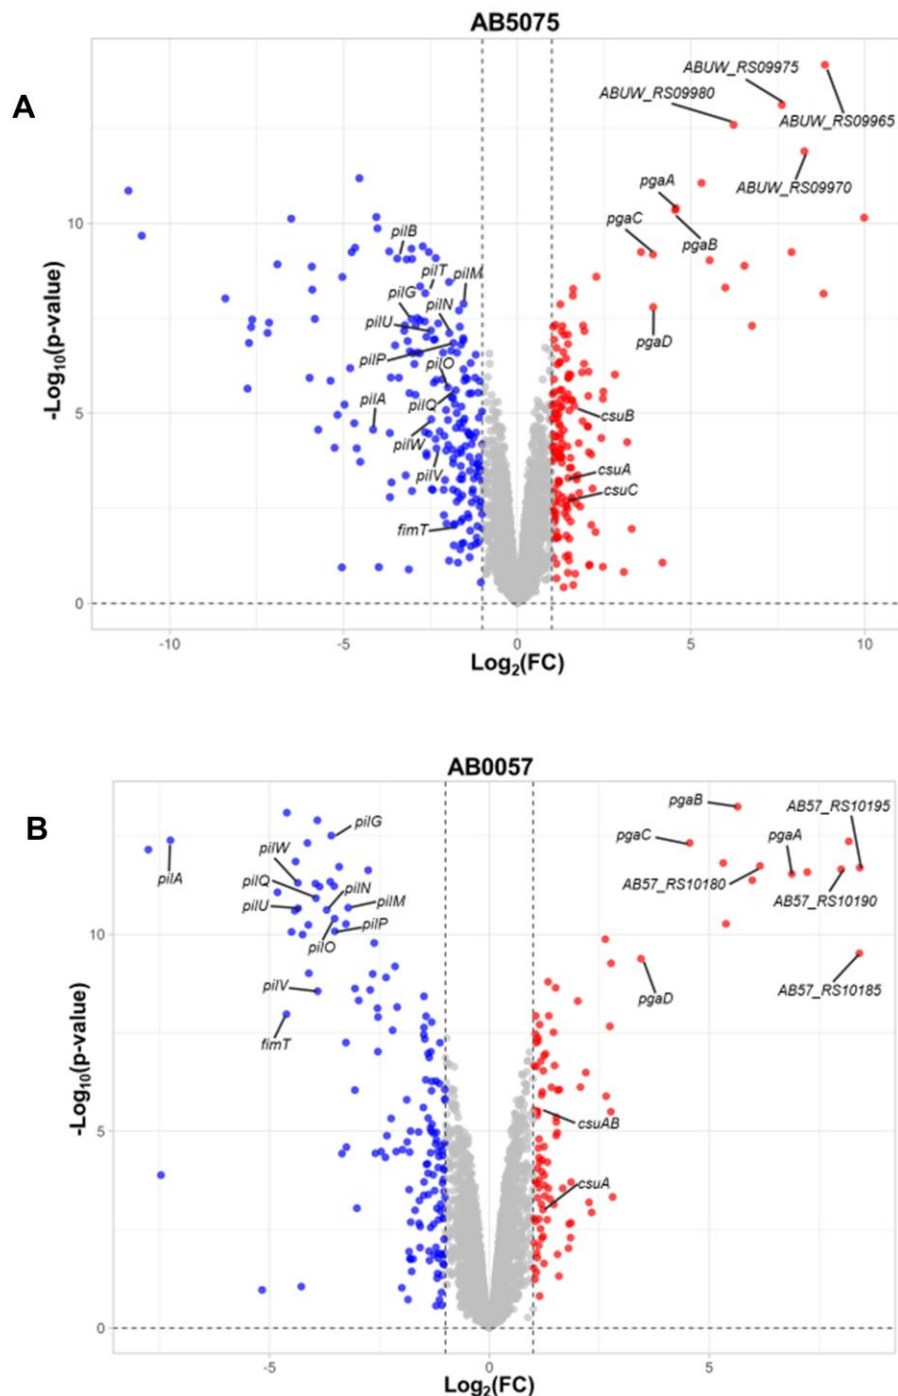 AB5075
A
ABUW_RS09975
ABUW_RS09980
ABUW_RS09965
ABUW_RS09970
pgaA
pgaC
pgaB
pgaD
pilB
pilT
pilM
pilG
pilN
pilU
pilP
pilO
pilQ
pilA
pilW
pilV
fimT
csuB
csuA
csuC
10
5
0
-Log10(p-value)
-10 -5 0 5 10
Log2(FC)
AB0057
B
pgaB
AB57_RS10195
pgaC
pgaA
AB57_RS10180
AB57_RS10190
AB57_RS10185
pgaD
pilG
pilW
pilA
pilQ
pilN
pilM
pilU
pilO
pilP
pilV
fimT
csuAB
csuA
10
5
0
-Log10(p-value)
-5 0 5
Log2(FC)